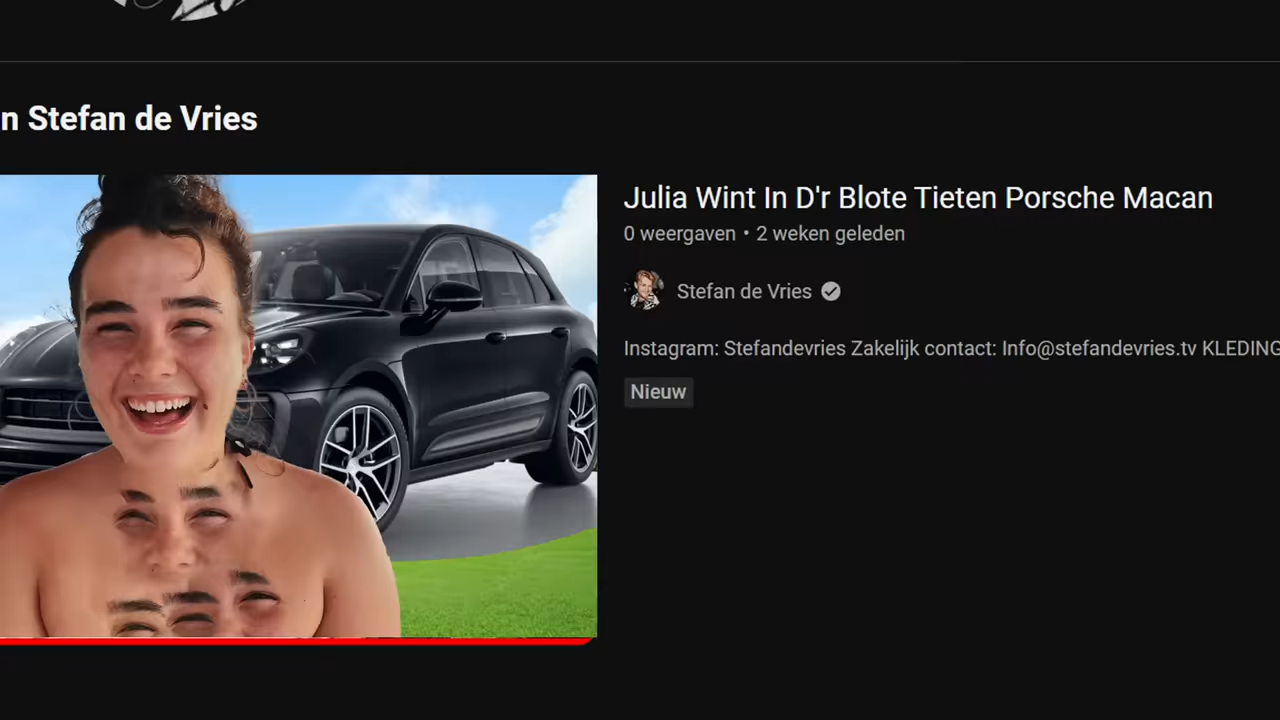 n Stefan de Vries
Julia Wint In D'r Blote Tieten Porsche Macan
0 weergaven • 2 weken geleden
Stefan de Vries
Instagram: Stefandevries Zakelijk contact: Info@stefandevries.tv KLEDING
Nieuw